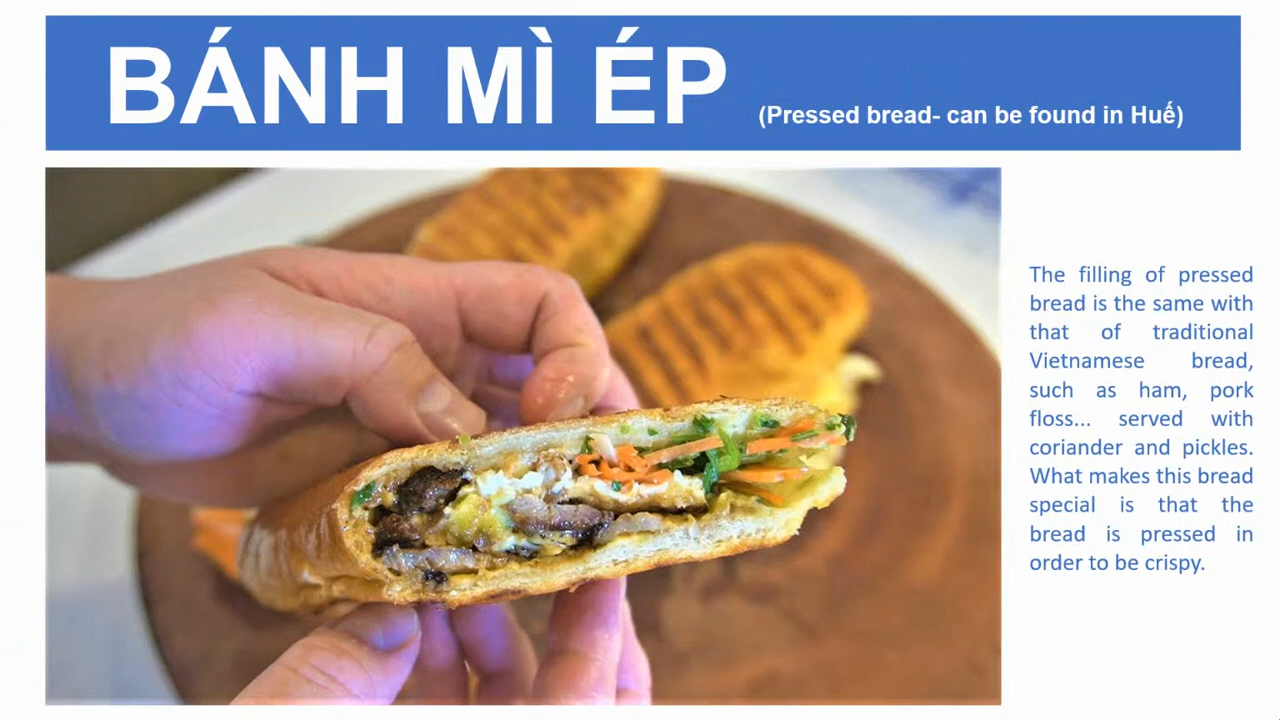 BÁNH MÌ ÉP (Pressed bread- can be found in Huế)
The filling of pressed
bread is the same with
that of traditional
Vietnamese bread,
such as ham, pork
floss... served with
coriander and pickles.
What makes this bread
special is that the
bread is pressed in
order to be crispy.